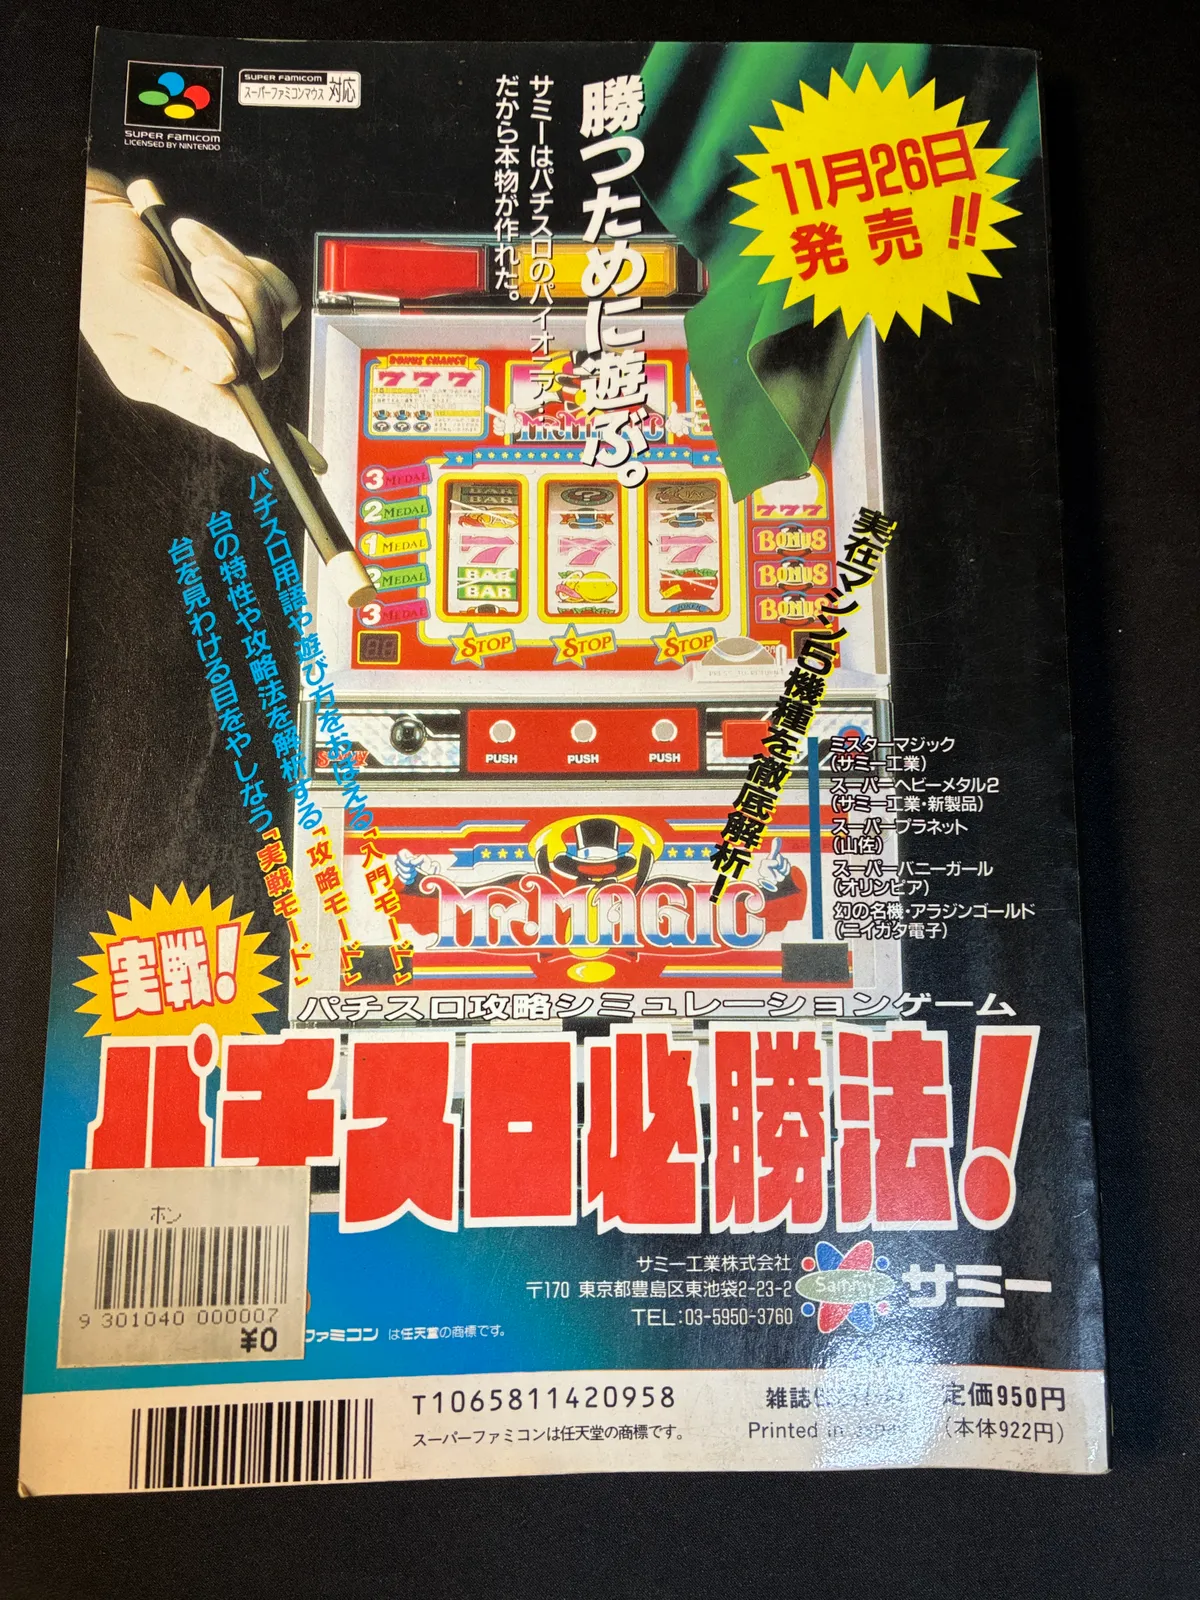 SUPER FAMICOM
LICENSED BY NINTENDO
SUPER FAMICOM
スーパーファミコンマウス
対応
勝つために遊ぶ。
サミーはパチスロのパイオニア…
だから本物が作れた。
11月26日
発売!!
BONUS CHANCE
777
MR.MAGIC
3 MEDAL
2 MEDAL
1 MEDAL
2 MEDAL
3 MEDAL
BAR
BAR
7
BAR
BAR
7
7
JOKER
777
BONUS
BONUS
BONUS
STOP
STOP
STOP
PUSH
PUSH
PUSH
実在マシン5機種を徹底解析!
ミスターマジック
(サミー工業)
スーパーヘビーメタル2
(サミー工業・新製品)
スーパープラネット
(山佐)
スーパーバニーガール
(オリンピア)
幻の名機・アラジンゴールド
(ニイガタ電子)
パチスロ用語や遊び方をおぼえる「入門モード」
台の特性や攻略法を解析する「攻略モード」
台を見わける目をやしなう「実戦モード」
MR.MAGIC
実戦!
パチスロ攻略シミュレーションゲーム
パチスロ必勝法!
サミー工業株式会社
〒170 東京都豊島区東池袋2-23-2
TEL:03-5950-3760
Sammy
サミー
ホン
9 301040 000007
¥0
ファミコン は任天堂の商標です。
T1065811420958
雑誌
定価950円
スーパーファミコンは任天堂の商標です。
Printed in Japan
(本体922円)